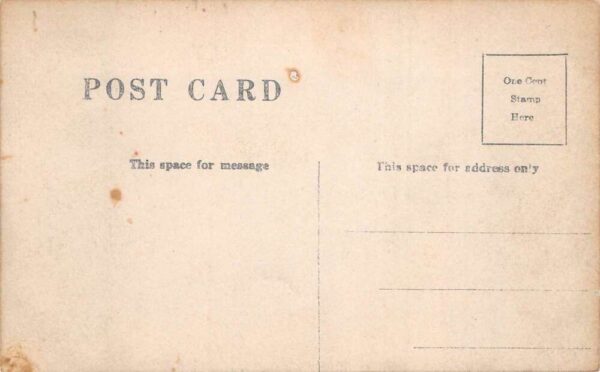 POST CARD
One Cent
Stamp
Here
This space for message
This space for address only